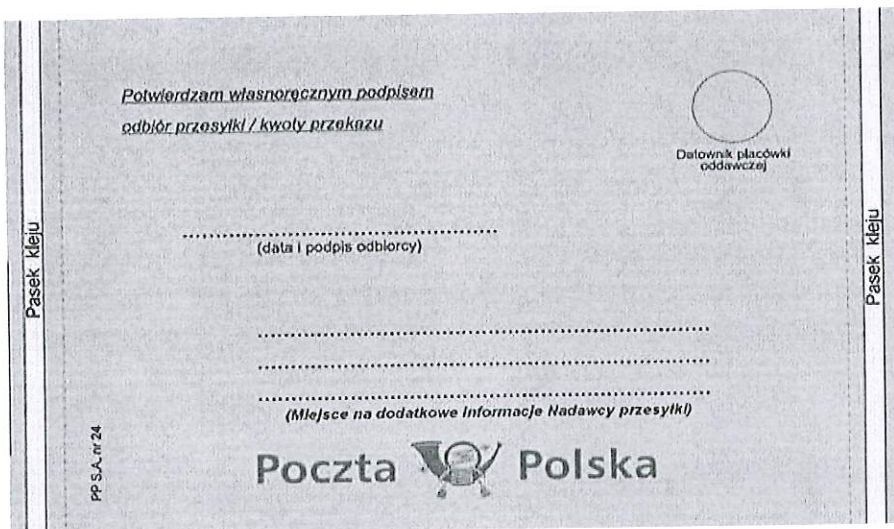 Potwierdzam własnoręcznym podpisem
odbiór przesyłki / kwoty przekazu
Datownik placówki
oddawczej
(data i podpis odbiorcy)
Pasek kleju
Pasek kleju
(Miejsce na dodatkowe Informacje Nadawcy przesyłki)
PP S.A. nr 24
Poczta Polska